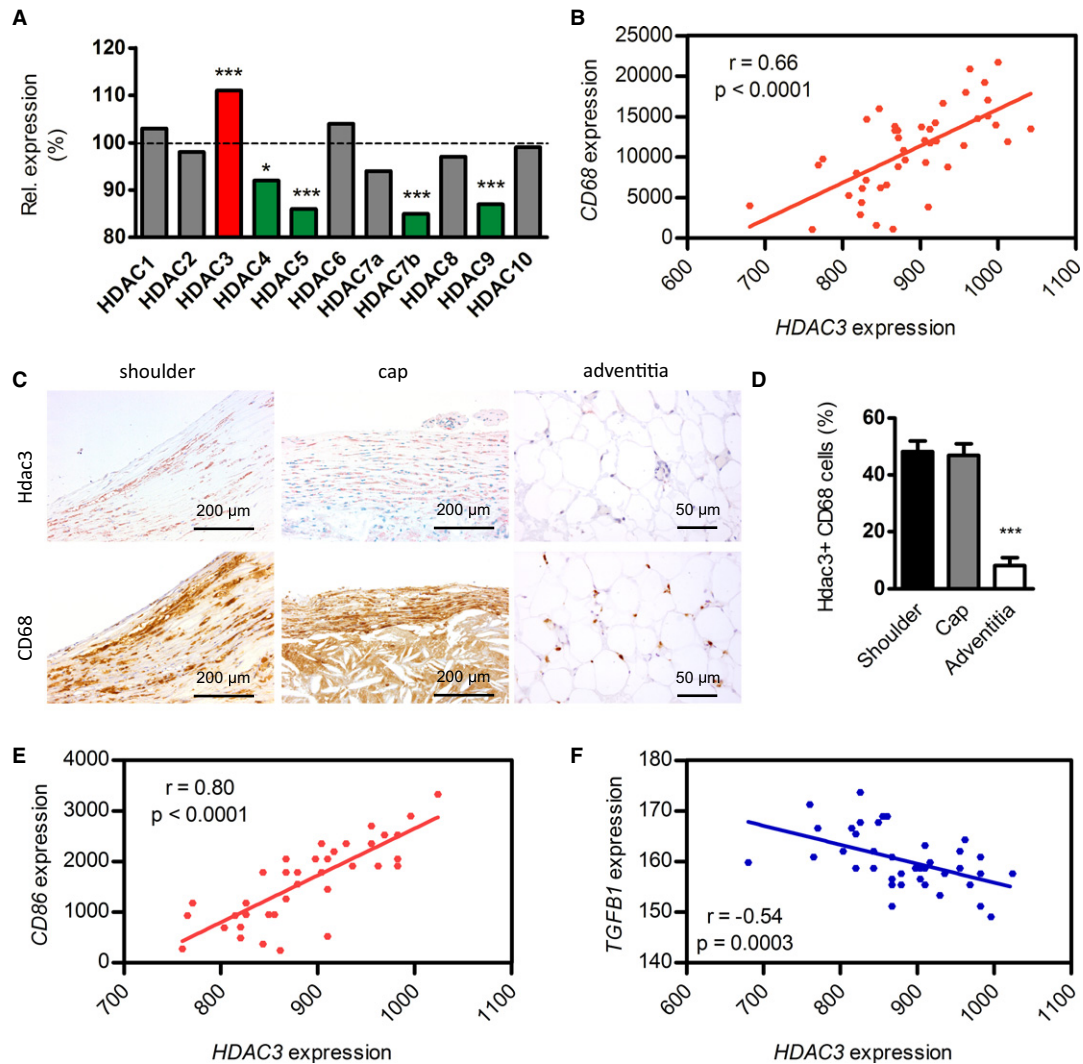 A
Rel. expression
(%)
120
110
100
90
80
***
*
***
***
***
HDAC1
HDAC2
HDAC3
HDAC4
HDAC5
HDAC6
HDAC7a
HDAC7b
HDAC8
HDAC9
HDAC10
B
CD68 expression
25000
20000
15000
10000
5000
0
r = 0.66
p < 0.0001
600
700
800
900
1000
1100
HDAC3 expression
C
shoulder
cap
adventitia
Hdac3
200 µm
200 µm
50 µm
CD68
200 µm
200 µm
50 µm
D
Hdac3+ CD68 cells (%)
60
40
20
0
***
Shoulder
Cap
Adventitia
E
CD86 expression
4000
3000
2000
1000
0
r = 0.80
p < 0.0001
700
800
900
1000
1100
HDAC3 expression
F
TGFB1 expression
180
170
160
150
140
r = -0.54
p = 0.0003
600
700
800
900
1000
1100
HDAC3 expression